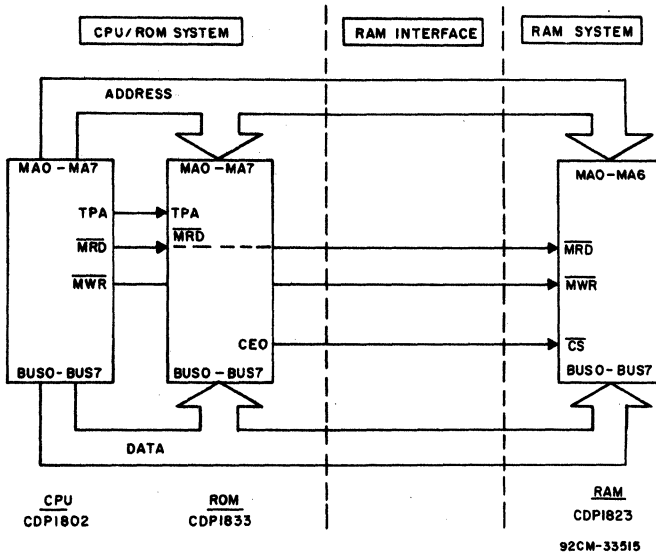 CPU/ROM SYSTEM
RAM INTERFACE
RAM SYSTEM
ADDRESS
MA0-MA7
MA0-MA7
MA0-MA6
TPA
TPA
MRD
MRD
MRD
MWR
MWR
CEO
CS
BUS0-BUS7
BUS0-BUS7
BUS0-BUS7
DATA
CPU
CDP1802
ROM
CDP1833
RAM
CDP1823
92CM-33515